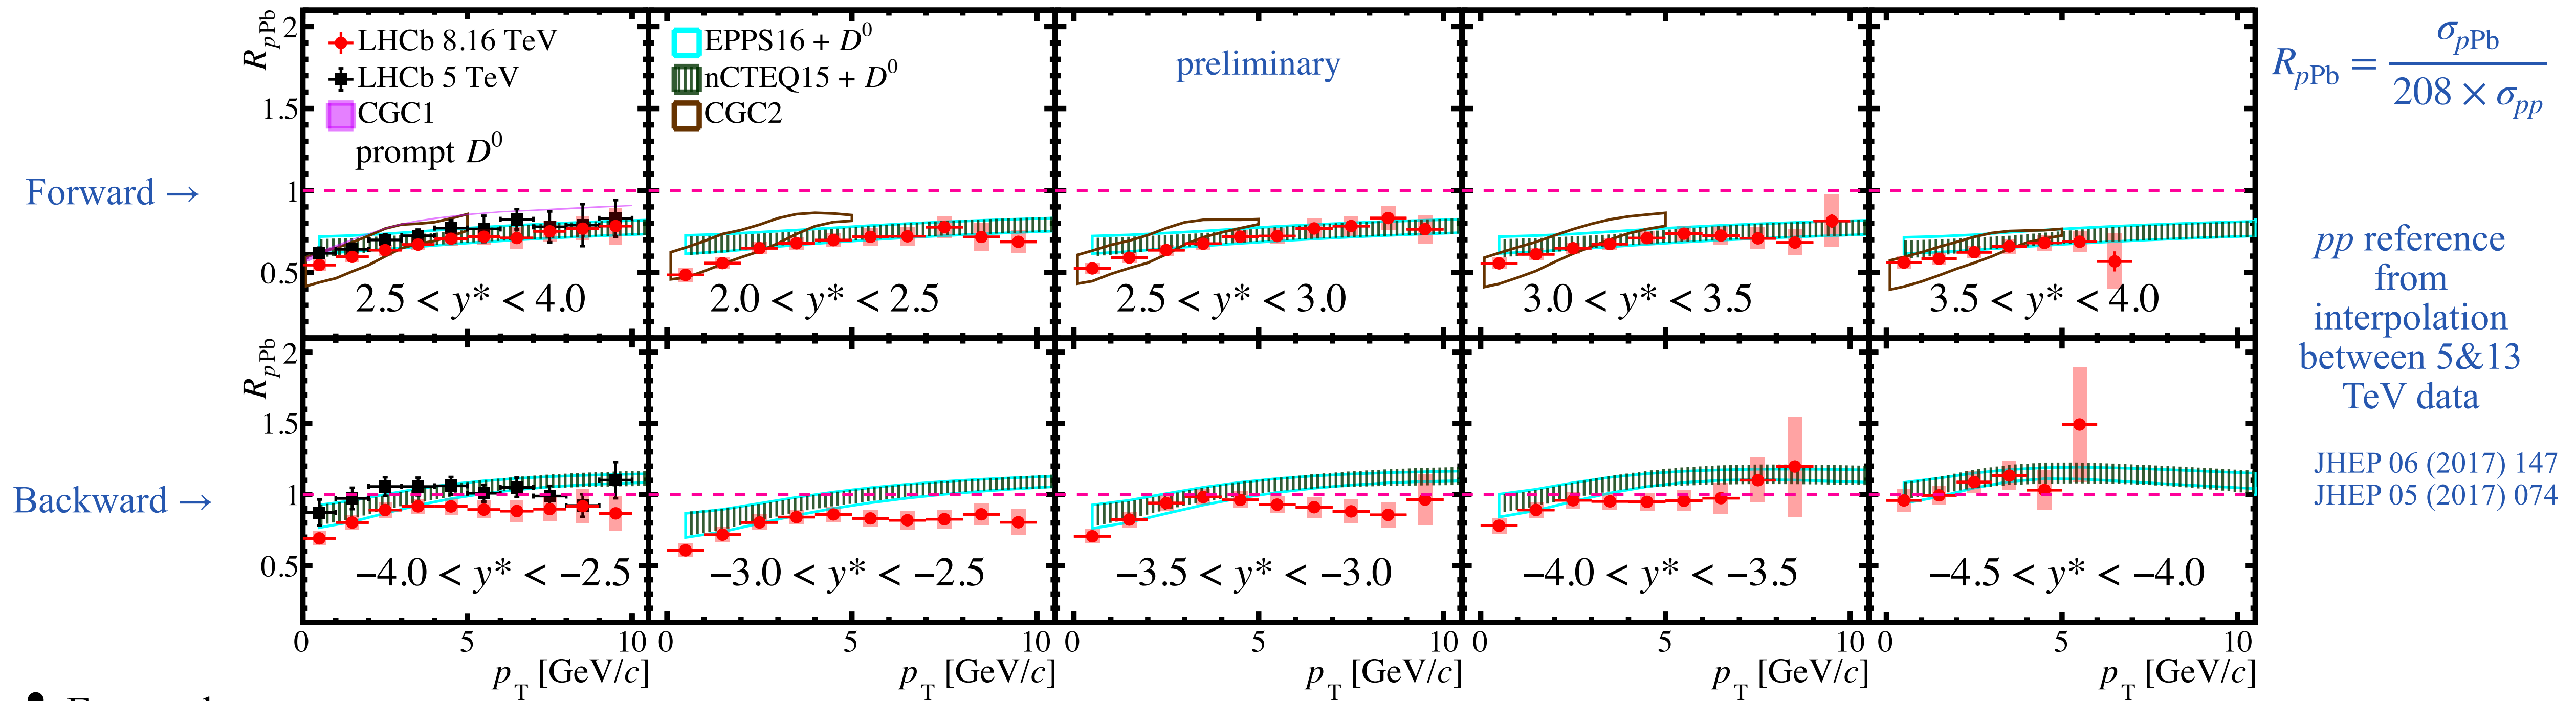 R_pPb
2
1.5
1
0.5
LHCb 8.16 TeV
LHCb 5 TeV
CGC1
prompt D^0
EPPS16 + D^0
nCTEQ15 + D^0
CGC2
preliminary
R_pPb = σ_pPb / 208 × σ_pp
Forward →
2.5 < y* < 4.0
2.0 < y* < 2.5
2.5 < y* < 3.0
3.0 < y* < 3.5
3.5 < y* < 4.0
pp reference
from
interpolation
between 5&13
TeV data
JHEP 06 (2017) 147
JHEP 05 (2017) 074
Backward →
R_pPb
2
1.5
1
0.5
–4.0 < y* < –2.5
–3.0 < y* < –2.5
–3.5 < y* < –3.0
–4.0 < y* < –3.5
–4.5 < y* < –4.0
0 5 10 0 5 10 0 5 10 0 5 10 0 5 10
p_T [GeV/c] p_T [GeV/c] p_T [GeV/c] p_T [GeV/c] p_T [GeV/c]